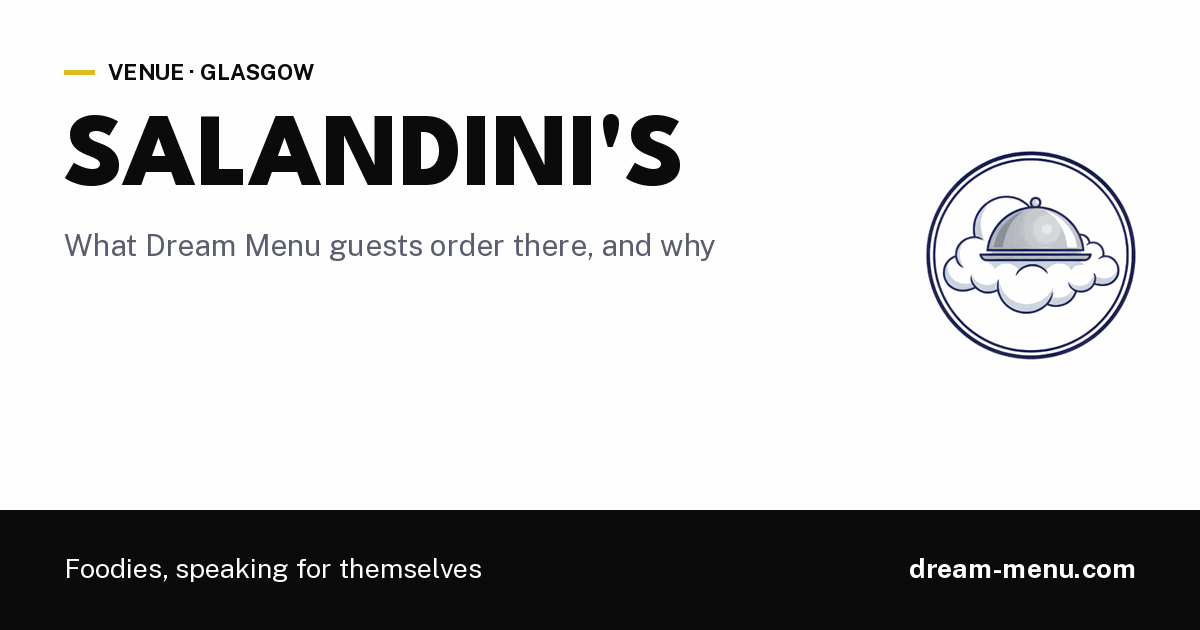 VENUE · GLASGOW
SALANDINI'S
What Dream Menu guests order there, and why
Foodies, speaking for themselves
dream-menu.com